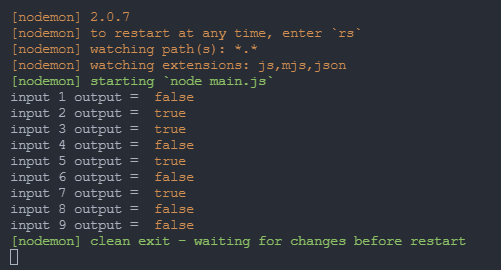 [nodemon] 2.0.7
[nodemon] to restart at any time, enter `rs`
[nodemon] watching path(s): *.*
[nodemon] watching extensions: js,mjs,json
[nodemon] starting `node main.js`
input 1 output =  false
input 2 output =  true
input 3 output =  true
input 4 output =  false
input 5 output =  true
input 6 output =  false
input 7 output =  true
input 8 output =  false
input 9 output =  false
[nodemon] clean exit - waiting for changes before restart